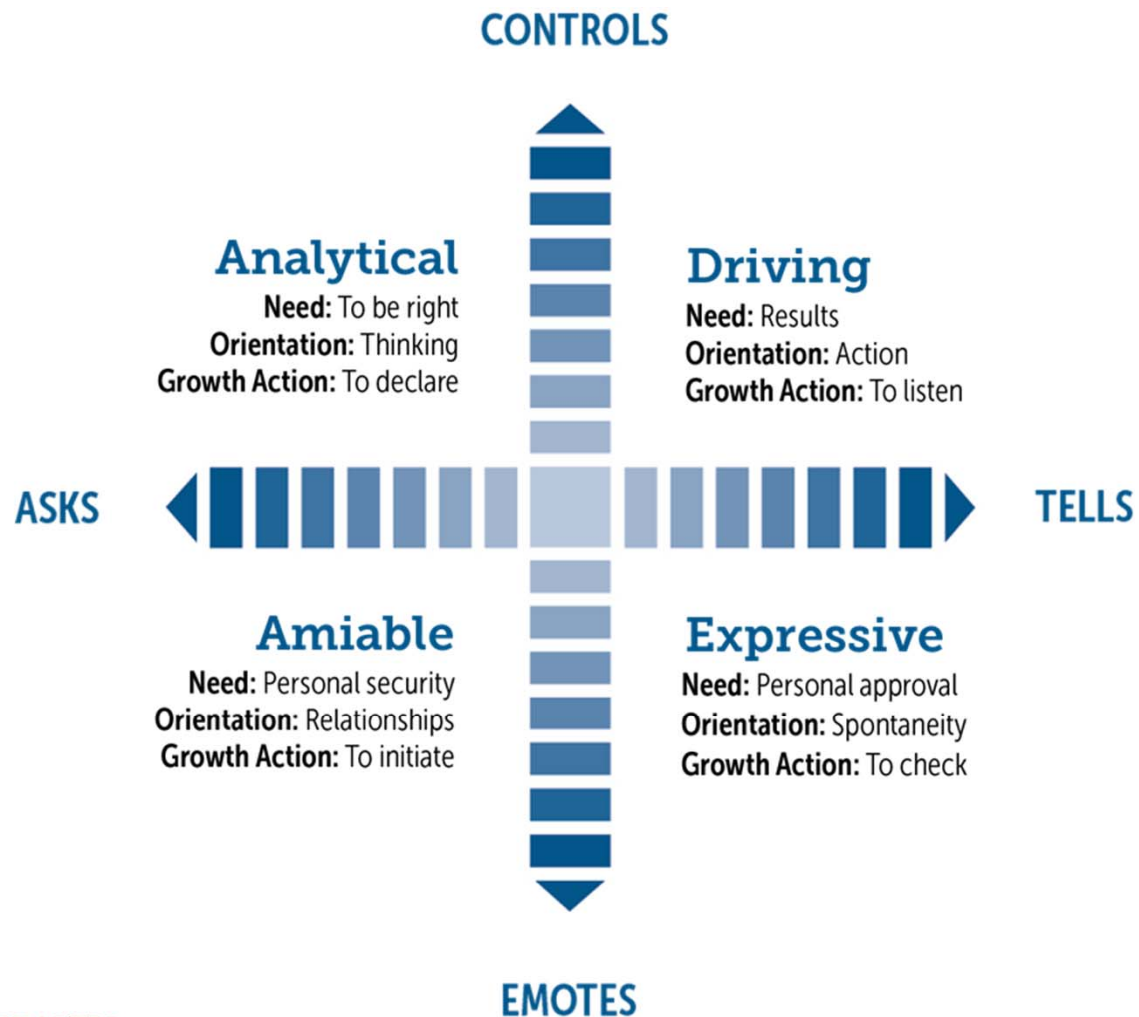 CONTROLS
Analytical
Need: To be right
Orientation: Thinking
Growth Action: To declare
Driving
Need: Results
Orientation: Action
Growth Action: To listen
ASKS
TELLS
Amiable
Need: Personal security
Orientation: Relationships
Growth Action: To initiate
Expressive
Need: Personal approval
Orientation: Spontaneity
Growth Action: To check
EMOTES